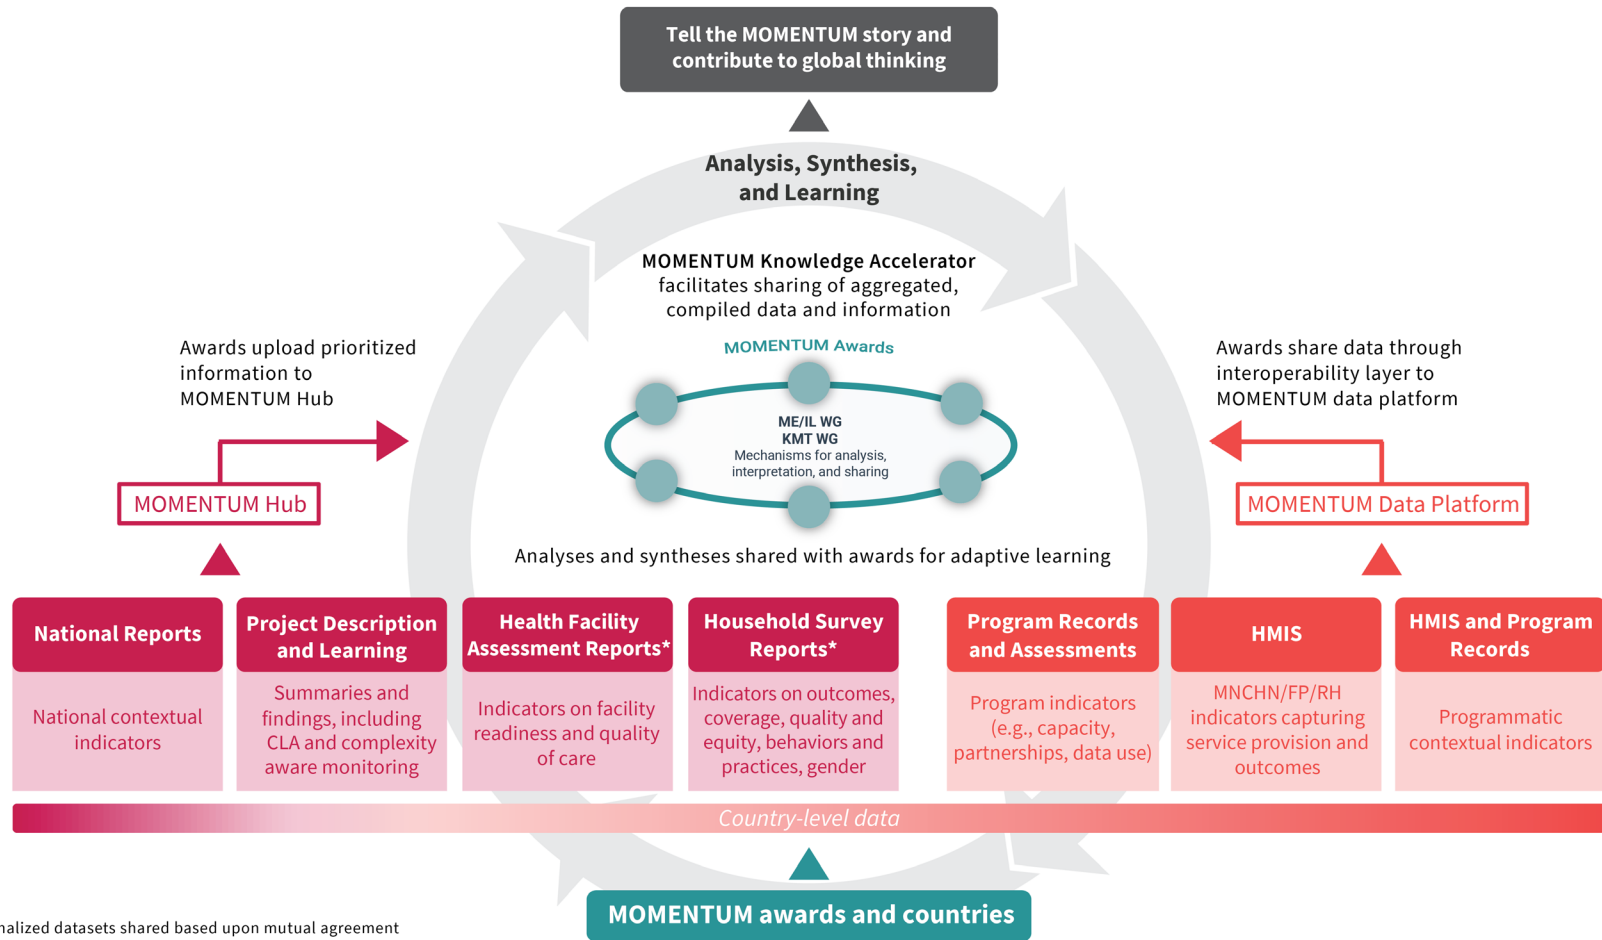 Tell the MOMENTUM story and
contribute to global thinking
Analysis, Synthesis,
and Learning
MOMENTUM Knowledge Accelerator
facilitates sharing of aggregated,
compiled data and information
MOMENTUM Awards
ME/IL WG
KMT WG
Mechanisms for analysis,
interpretation, and sharing
Analyses and syntheses shared with awards for adaptive learning
Awards upload prioritized
information to
MOMENTUM Hub
MOMENTUM Hub
Awards share data through
interoperability layer to
MOMENTUM data platform
MOMENTUM Data Platform
National Reports
National contextual
indicators
Project Description
and Learning
Summaries and
findings, including
CLA and complexity
aware monitoring
Health Facility
Assessment Reports*
Indicators on facility
readiness and quality
of care
Household Survey
Reports*
Indicators on outcomes,
coverage, quality and
equity, behaviors and
practices, gender
Program Records
and Assessments
Program indicators
(e.g., capacity,
partnerships, data use)
HMIS
MNCHN/FP/RH
indicators capturing
service provision and
outcomes
HMIS and Program
Records
Programmatic
contextual indicators
Country-level data
MOMENTUM awards and countries
datasets shared based upon mutual agreement